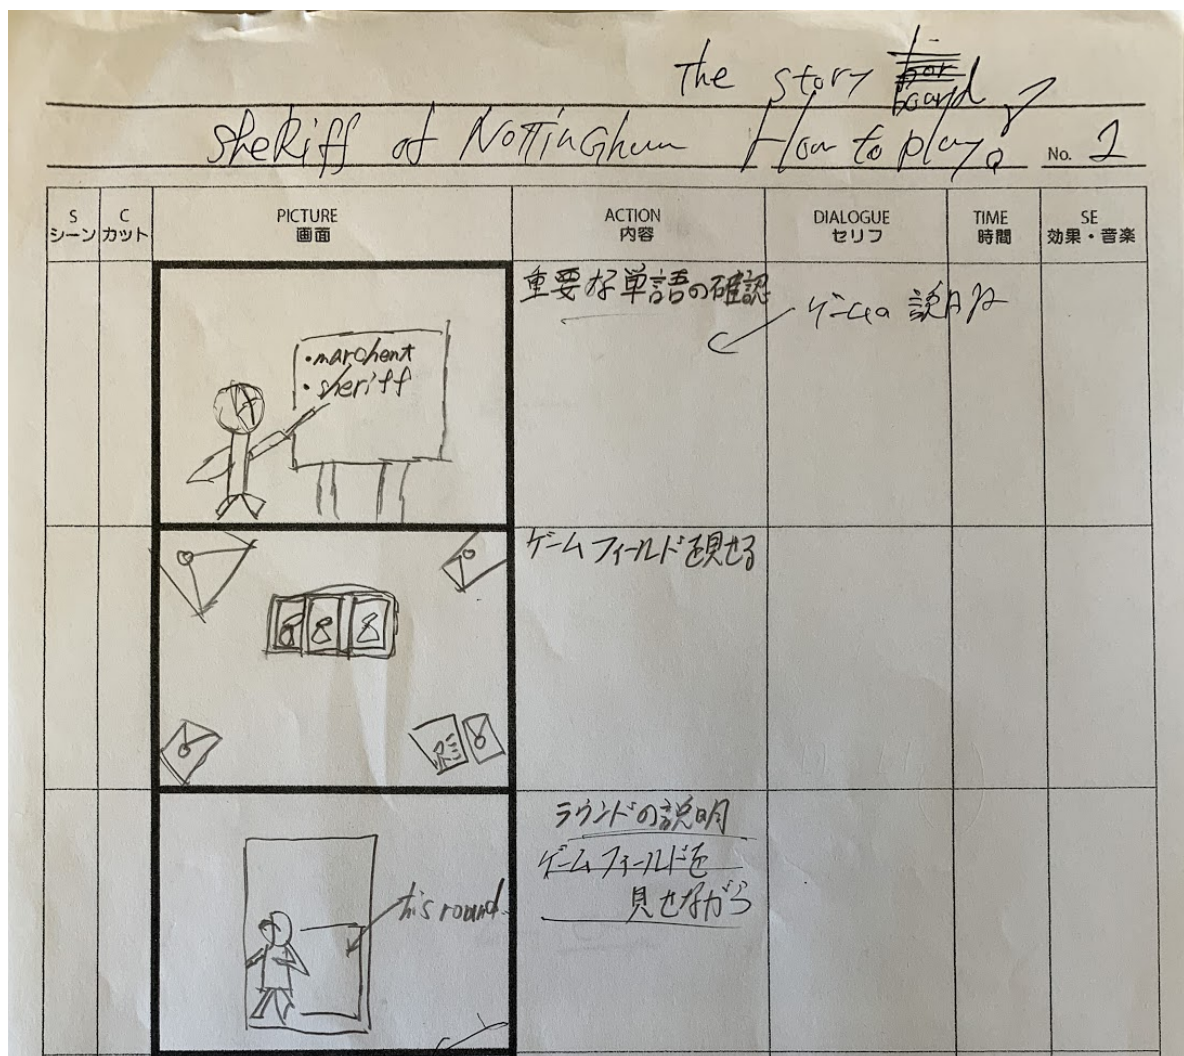 The story board
Sheriff of Nottingham How to play?
No. 1
S
シーン
C
カット
PICTURE
画面
ACTION
内容
DIALOGUE
セリフ
TIME
時間
SE
効果・音楽
・marchent
・sheriff
重要な単語の確認
ゲームの説明
ゲームフィールドを見せる
this round
ラウンドの説明
ゲームフィールドを
見せながら